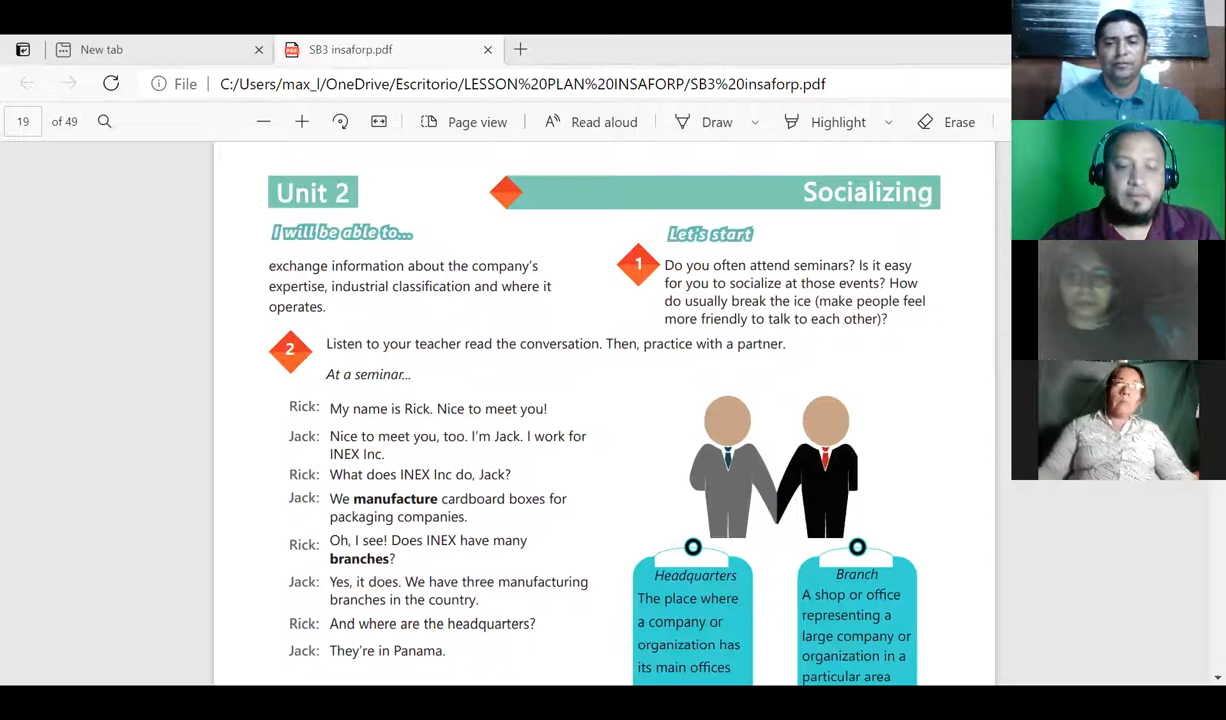 New tab
SB3 insaforp.pdf
File
C:/Users/max_l/OneDrive/Escritorio/LESSON%20PLAN%20INSAFORP/SB3%20insaforp.pdf
19 of 49
Page view
Read aloud
Draw
Highlight
Erase
Unit 2
Socializing
I will be able to...
exchange information about the company's
expertise, industrial classification and where it
operates.
Let's start
1
Do you often attend seminars? Is it easy
for you to socialize at those events? How
do usually break the ice (make people feel
more friendly to talk to each other)?
2
Listen to your teacher read the conversation. Then, practice with a partner.
At a seminar...
Rick: My name is Rick. Nice to meet you!
Jack: Nice to meet you, too. I'm Jack. I work for
INEX Inc.
Rick: What does INEX Inc do, Jack?
Jack: We manufacture cardboard boxes for
packaging companies.
Rick: Oh, I see! Does INEX have many
branches?
Jack: Yes, it does. We have three manufacturing
branches in the country.
Rick: And where are the headquarters?
Jack: They're in Panama.
Headquarters
The place where
a company or
organization has
its main offices
Branch
A shop or office
representing a
large company or
organization in a
particular area